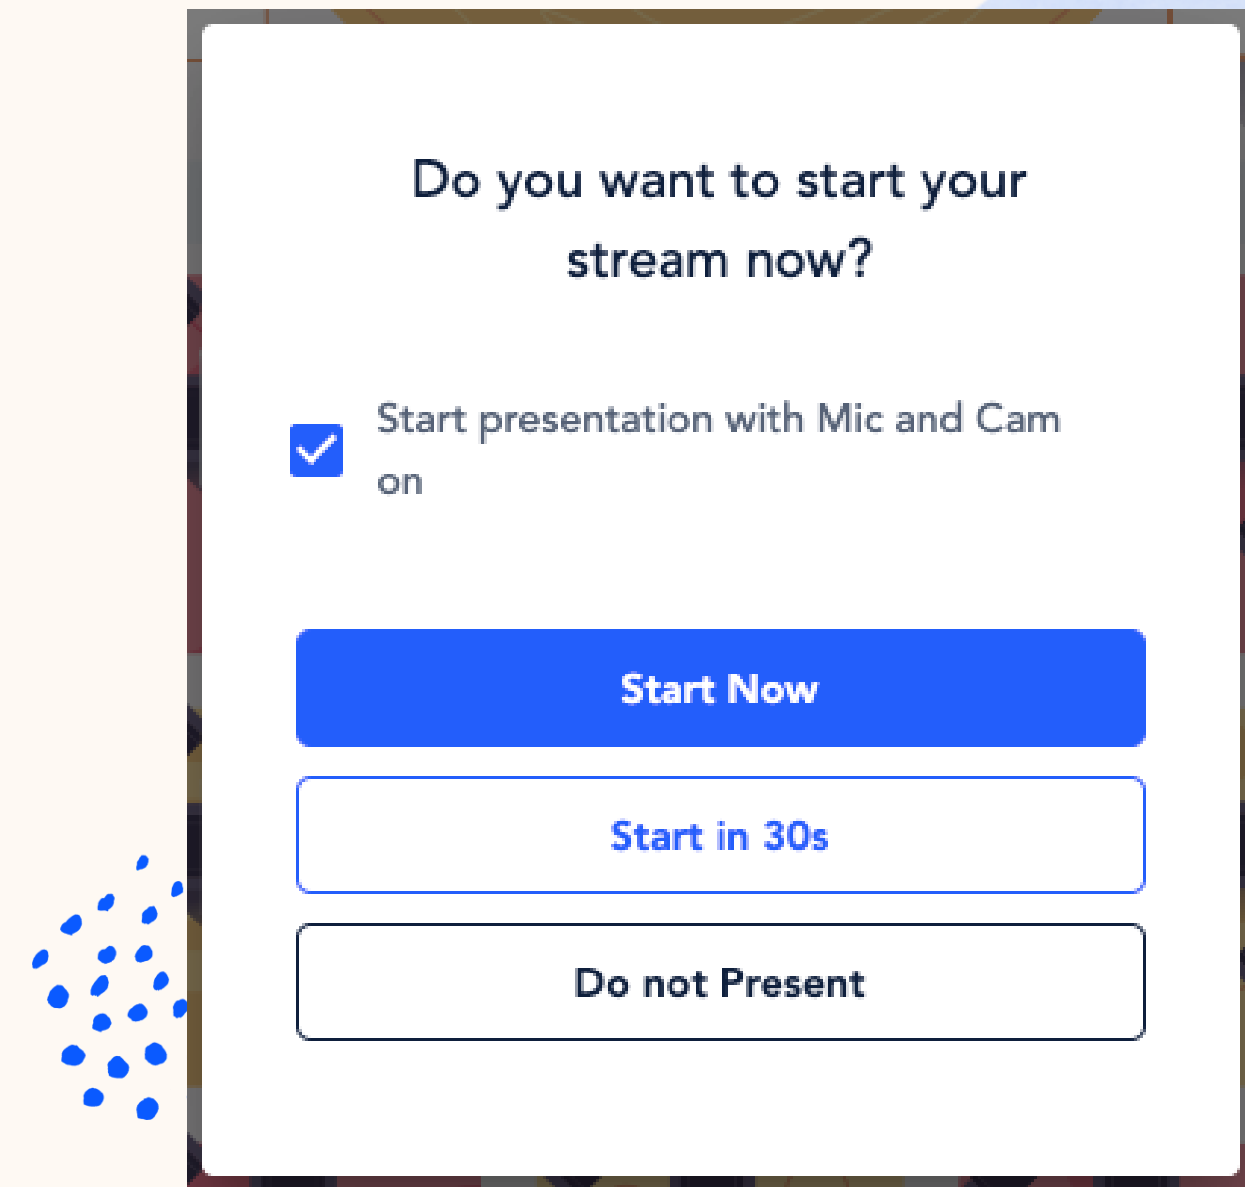 Do you want to start your
stream now?
Start presentation with Mic and Cam
on
Start Now
Start in 30s
Do not Present